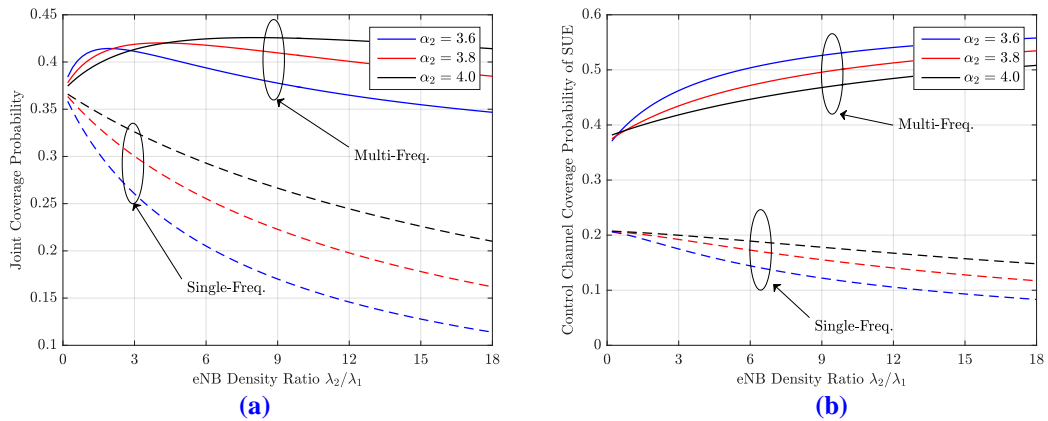 0.45
0.4
0.35
0.3
0.25
0.2
0.15
0.1
Joint Coverage Probability
α₂ = 3.6
α₂ = 3.8
α₂ = 4.0
Multi-Freq.
Single-Freq.
0 3 6 9 12 15 18
eNB Density Ratio λ₂/λ₁
(a)
0.6
0.5
0.4
0.3
0.2
0.1
0
Control Channel Coverage Probability of SUE
α₂ = 3.6
α₂ = 3.8
α₂ = 4.0
Multi-Freq.
Single-Freq.
0 3 6 9 12 15 18
eNB Density Ratio λ₂/λ₁
(b)